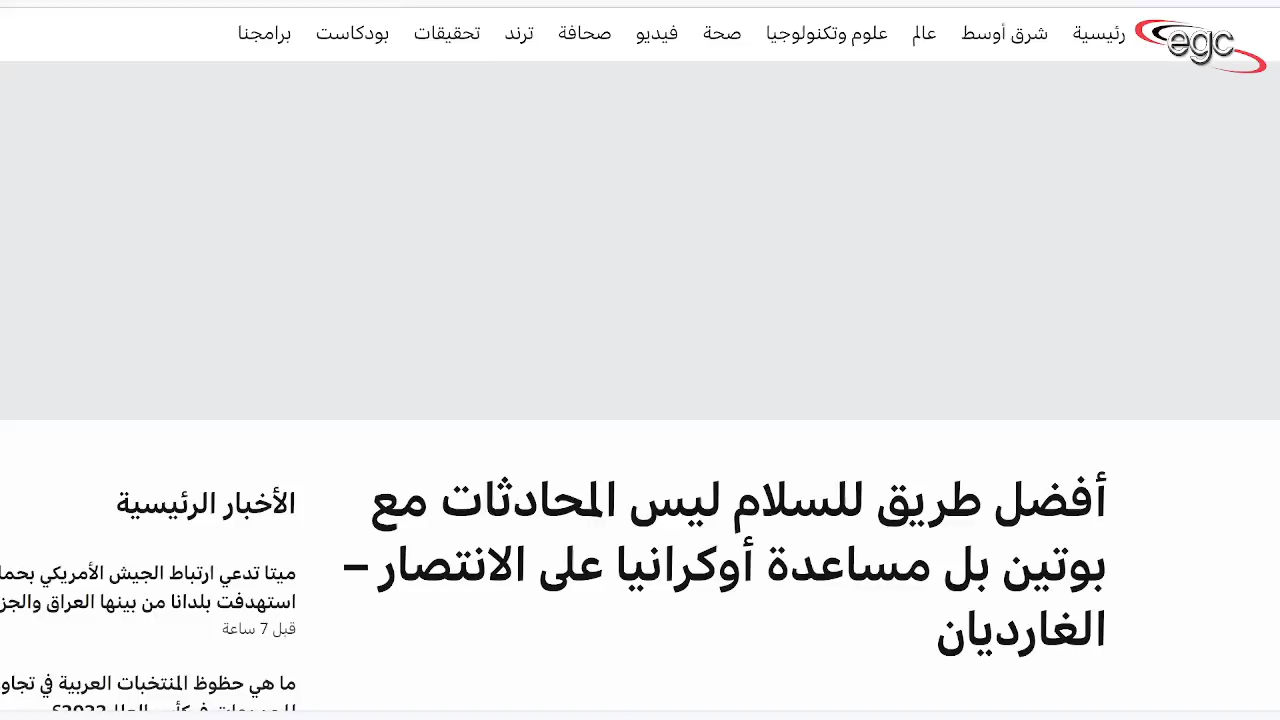 egc
رئيسية شرق أوسط عالم علوم وتكنولوجيا صحة فيديو صحافة ترند تحقيقات بودكاست برامجنا
أفضل طريق للسلام ليس المحادثات مع
بوتين بل مساعدة أوكرانيا على الانتصار –
الغارديان
الأخبار الرئيسية
ميتا تدعي ارتباط الجيش الأمريكي
استهدفت بلدانا من بينها العراق
قبل 7 ساعة
ما هي حظوظ المنتخبات العربية في